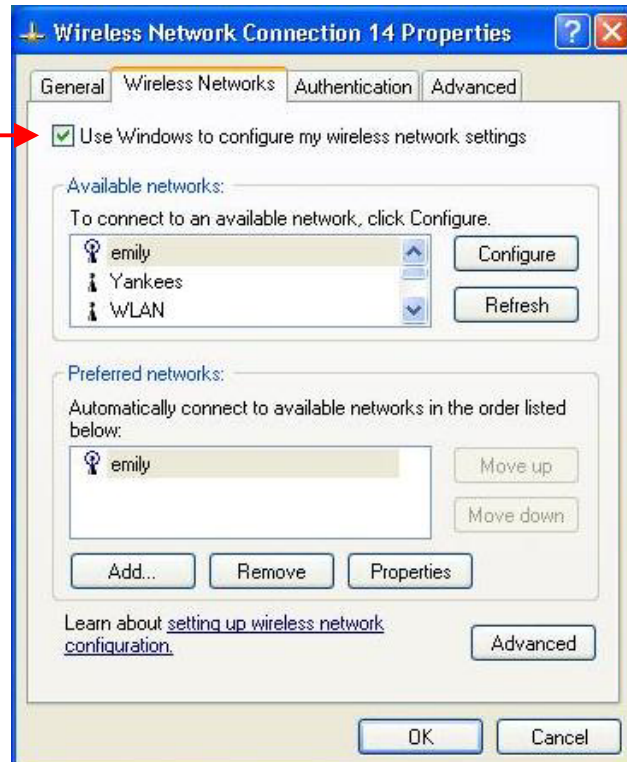 Wireless Network Connection 14 Properties
?
General Wireless Networks Authentication Advanced
Use Windows to configure my wireless network settings
Available networks:
To connect to an available network, click Configure.
emily
Yankees
WLAN
Configure
Refresh
Preferred networks:
Automatically connect to available networks in the order listed
below:
emily
Move up
Move down
Add... Remove Properties
Learn about setting up wireless network
configuration.
Advanced
OK Cancel